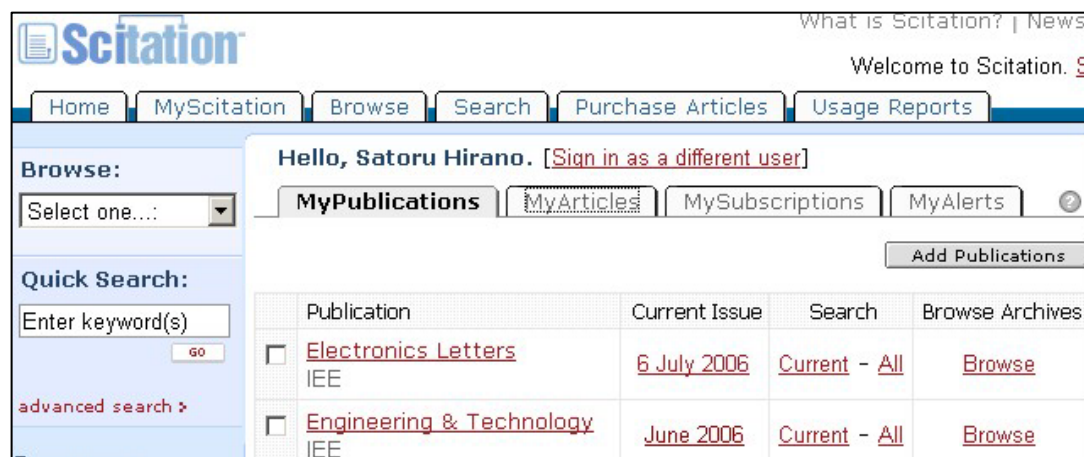 Scitation
What is Scitation? | News
Welcome to Scitation.
Home MyScitation Browse Search Purchase Articles Usage Reports
Browse:
Select one...:
Quick Search:
Enter keyword(s)
GO
advanced search
Hello, Satoru Hirano. [Sign in as a different user]
MyPublications MyArticles MySubscriptions MyAlerts ?
Add Publications
Publication Current Issue Search Browse Archives
Electronics Letters 6 July 2006 Current - All Browse
IEE
Engineering & Technology June 2006 Current - All Browse
IEE